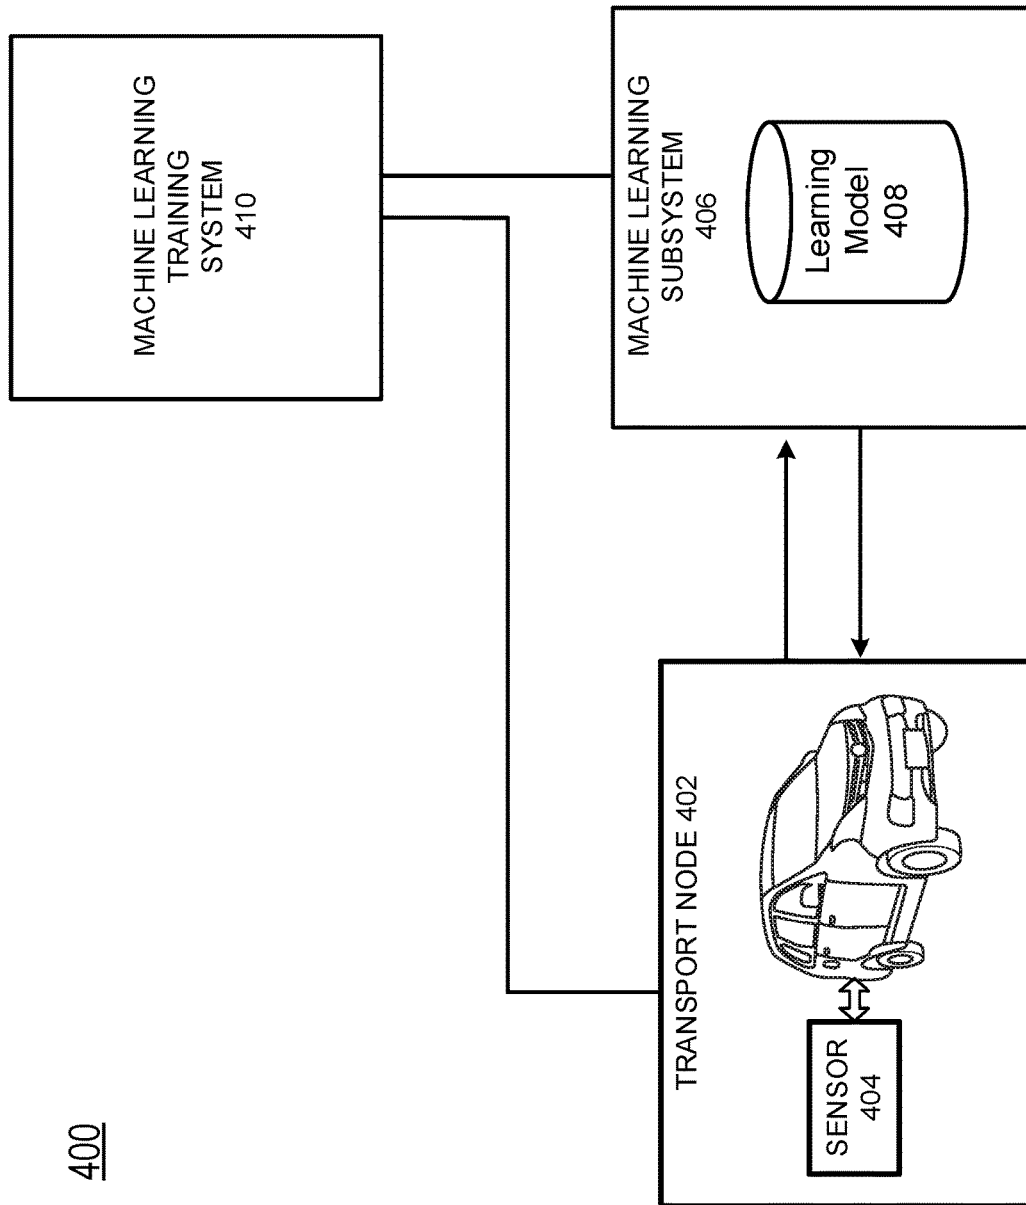 400
MACHINE LEARNING
TRAINING
SYSTEM
410
TRANSPORT NODE 402
SENSOR
404
MACHINE LEARNING
SUBSYSTEM
406
Learning
Model
408